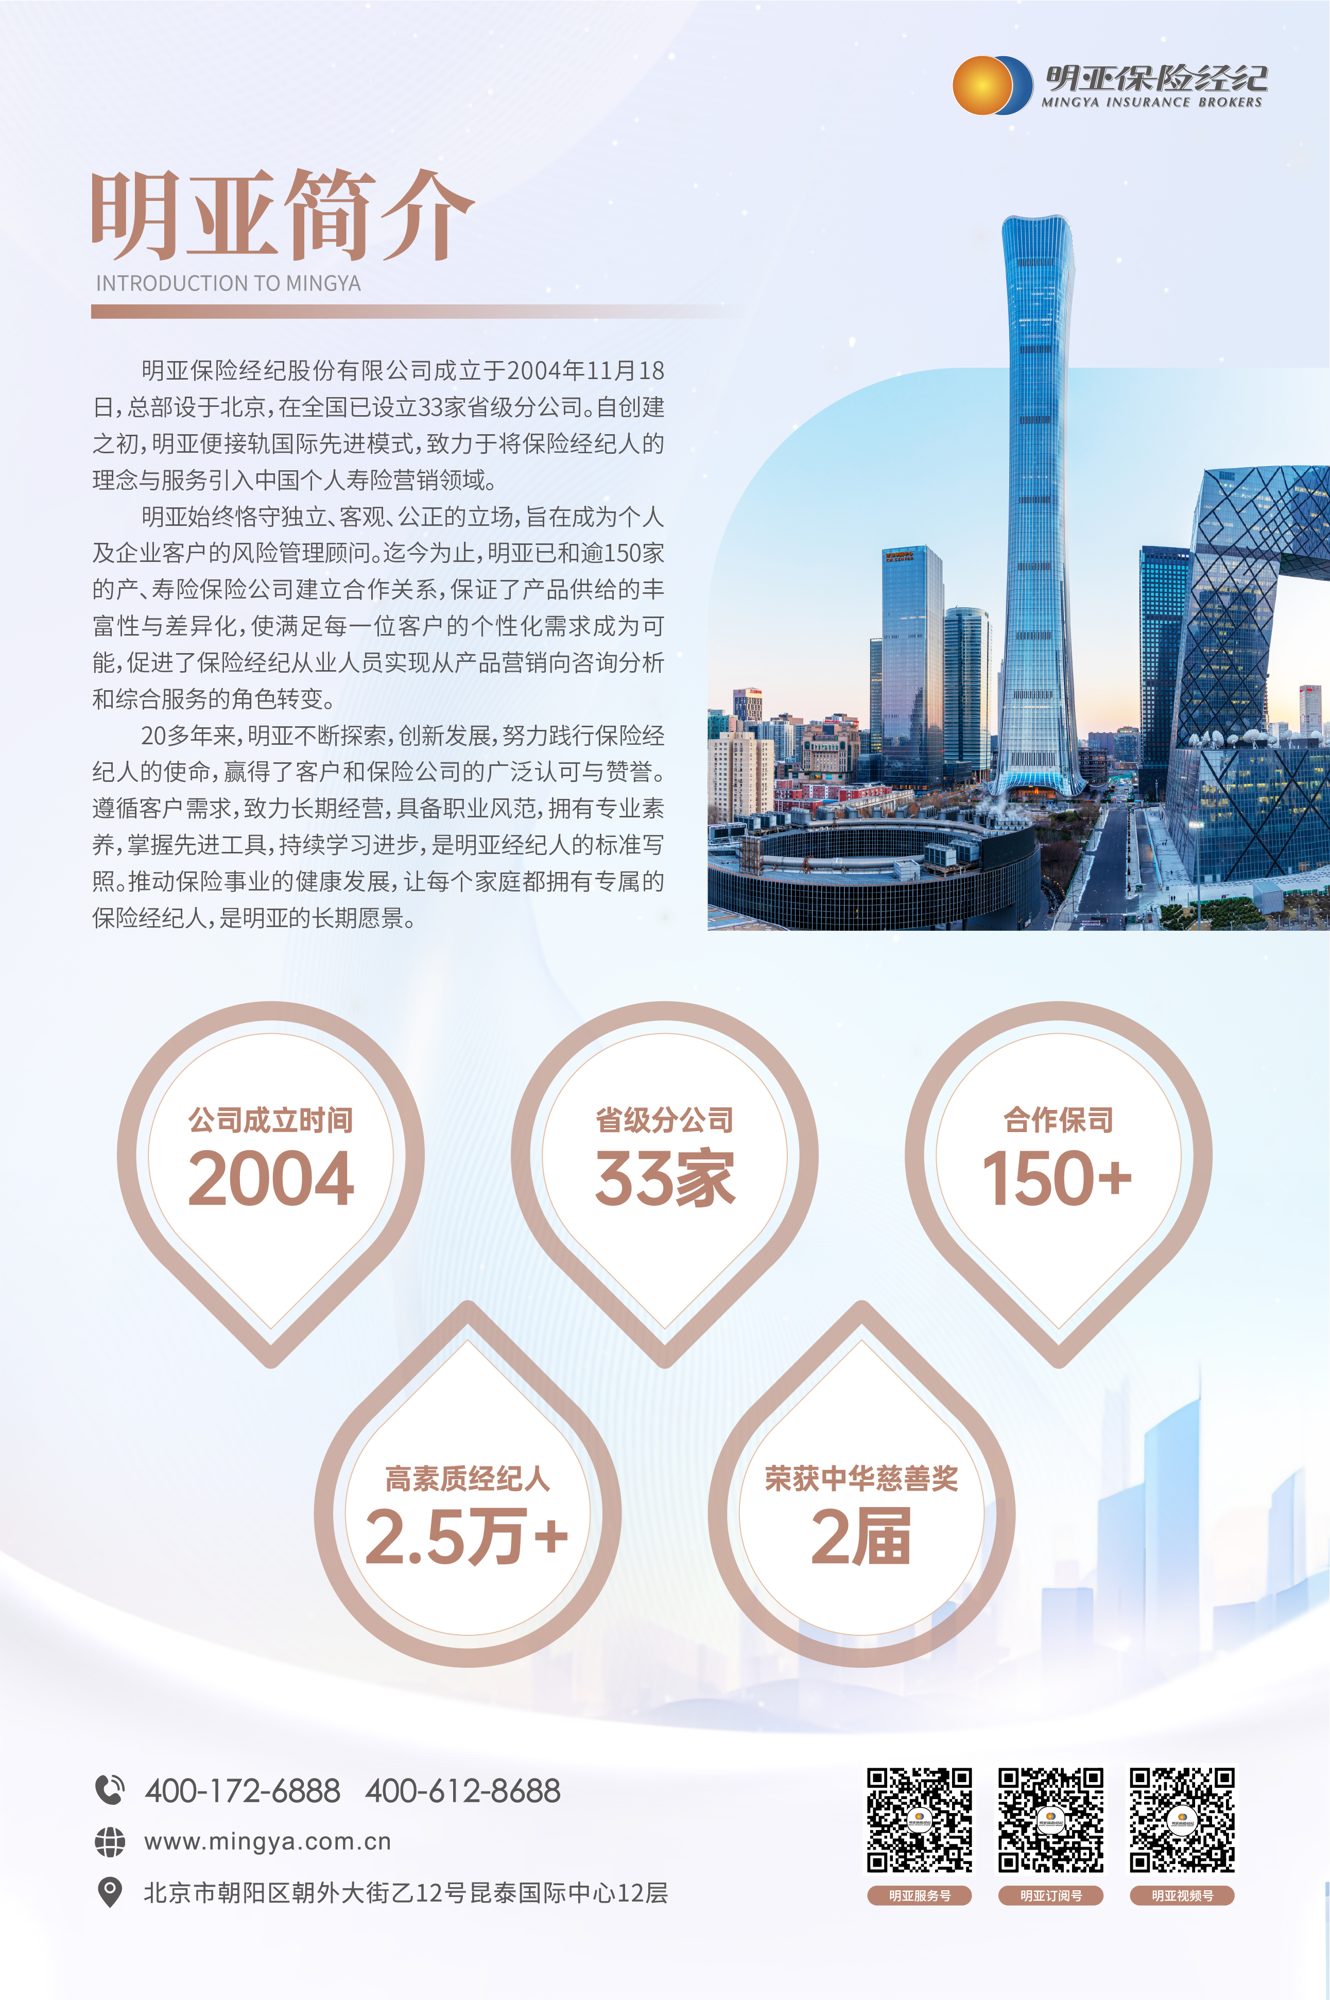 明亚保险经纪
MINGYA INSURANCE BROKERS
明亚简介
INTRODUCTION TO MINGYA
明亚保险经纪股份有限公司成立于2004年11月18
日，总部设于北京，在全国已设立33家省级分公司。自创建
之初，明亚便接轨国际先进模式，致力于将保险经纪人的
理念与服务引入中国个人寿险营销领域。
明亚始终恪守独立、客观、公正的立场，旨在成为个人
及企业客户的风险管理顾问。迄今为止，明亚已和逾150家
的产、寿险保险公司建立合作关系，保证了产品供给的丰
富性与差异化，使满足每一位客户的个性化需求成为可
能，促进了保险经纪从业人员实现从产品营销向咨询分析
和综合服务的角色转变。
20多年来，明亚不断探索，创新发展，努力践行保险经
纪人的使命，赢得了客户和保险公司的广泛认可与赞誉。
遵循客户需求，致力长期经营，具备职业风范，拥有专业素
养，掌握先进工具，持续学习进步，是明亚经纪人的标准写
照。推动保险事业的健康发展，让每个家庭都拥有专属的
保险经纪人，是明亚的长期愿景。
公司成立时间
2004
省级分公司
33家
合作保司
150+
高素质经纪人
2.5万+
荣获中华慈善奖
2届
400-172-6888 400-612-8688
www.mingya.com.cn
北京市朝阳区朝外大街乙12号昆泰国际中心12层
明亚服务号
明亚订阅号
明亚视频号